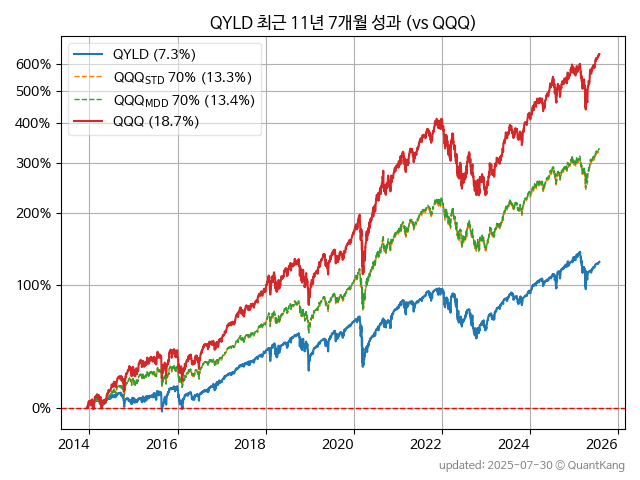 QYLD 최근 11년 7개월 성과 (vs QQQ)
QYLD (7.3%)
QQQSTD 70% (13.3%)
QQQMDD 70% (13.4%)
QQQ (18.7%)
600%
500%
400%
300%
200%
100%
0%
2014 2016 2018 2020 2022 2024 2026
updated: 2025-07-30 © QuantKang